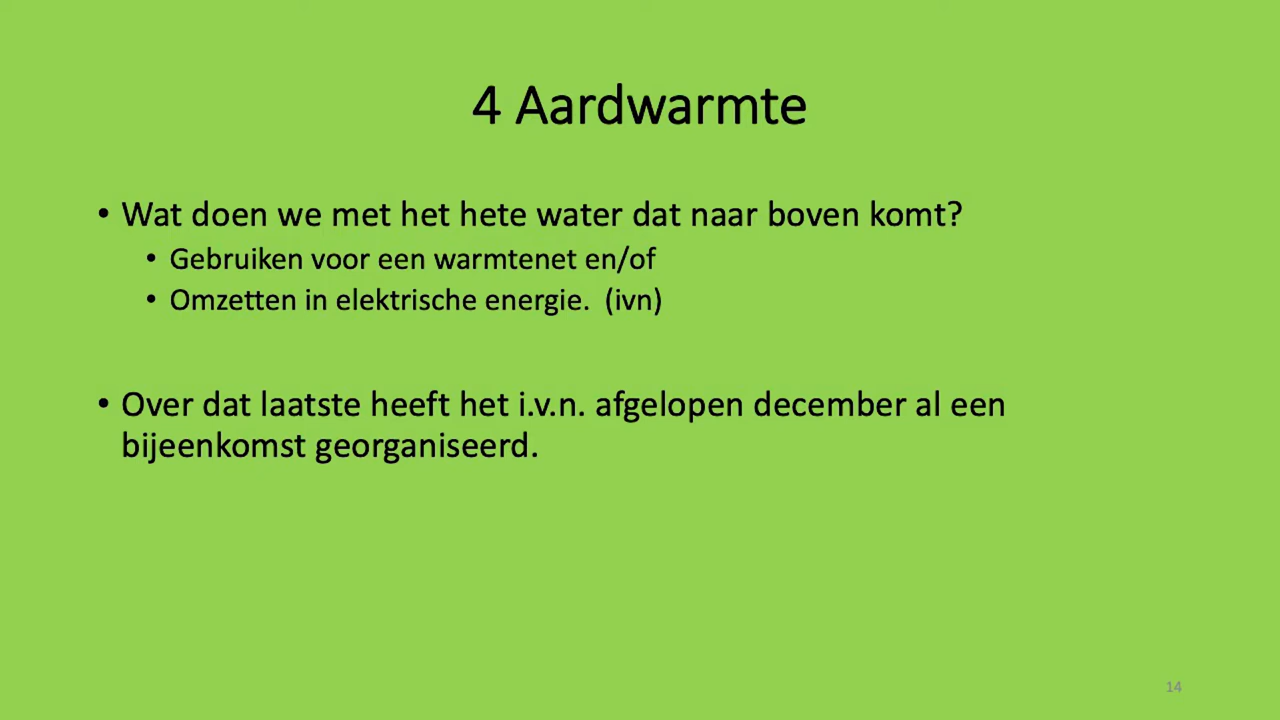 4 Aardwarmte
• Wat doen we met het hete water dat naar boven komt?
• Gebruiken voor een warmtenet en/of
• Omzetten in elektrische energie. (ivn)
• Over dat laatste heeft het i.v.n. afgelopen december al een
bijeenkomst georganiseerd.
14